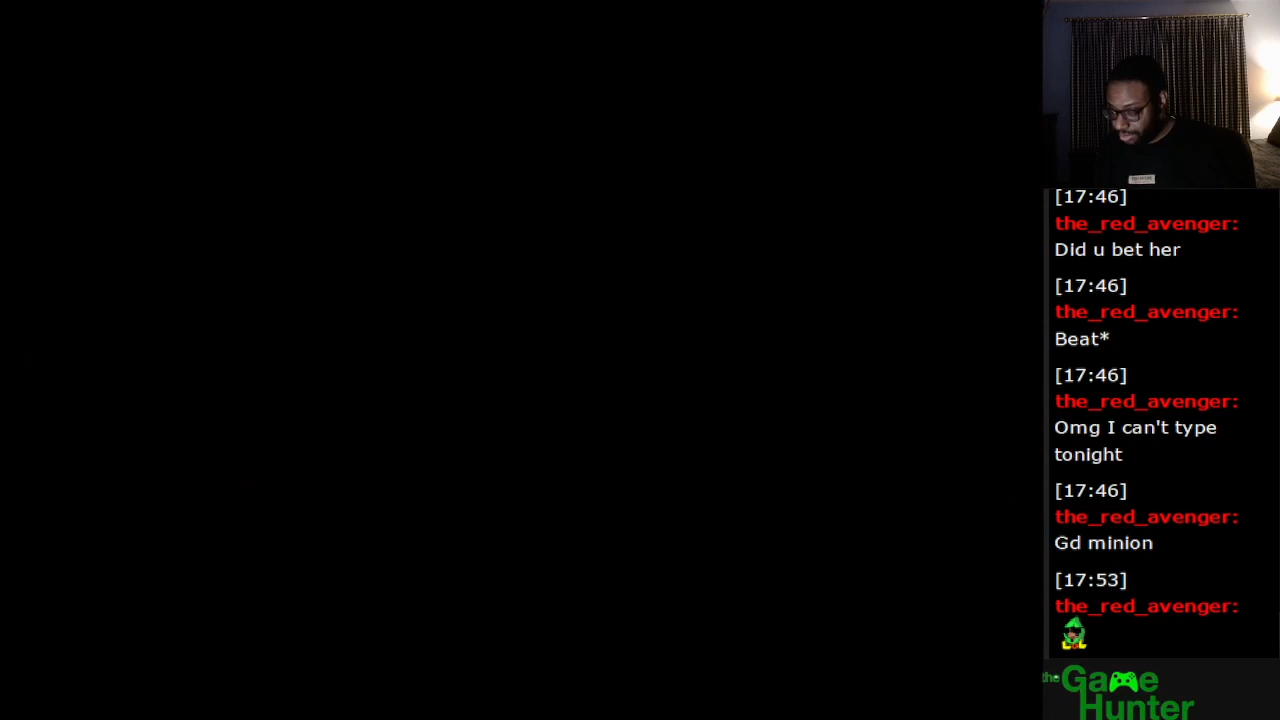 [17:46]
the_red_avenger:
Did u bet her
[17:46]
the_red_avenger:
Beat*
[17:46]
the_red_avenger:
Omg I can't type
tonight
[17:46]
the_red_avenger:
Gd minion
[17:53]
the_red_avenger:
the Game
Hunter